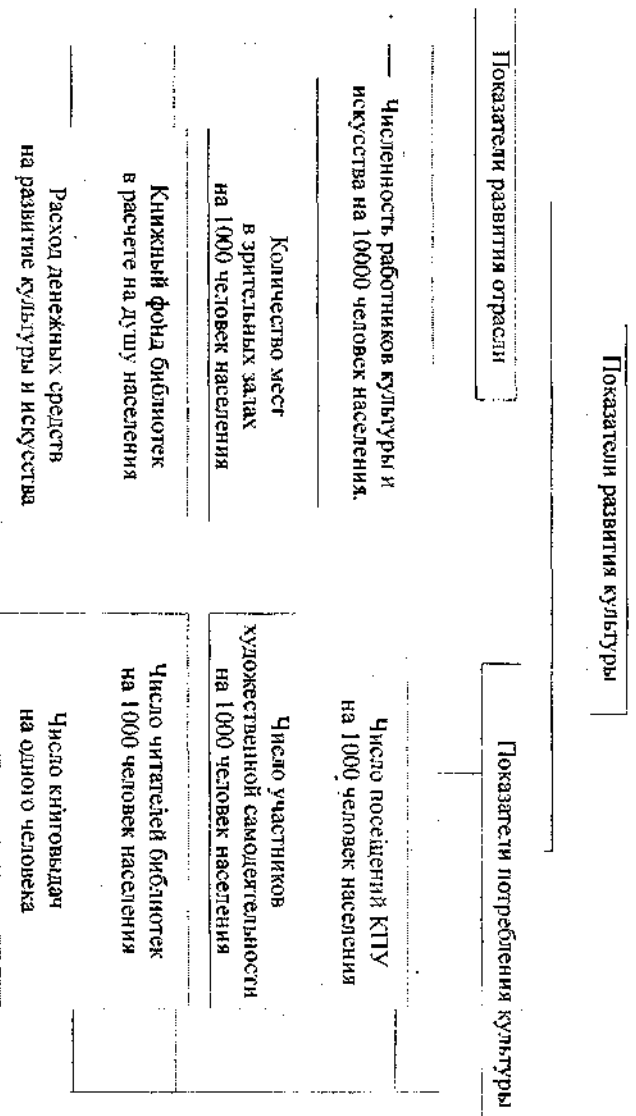 Показатели развития культуры
Показатели развития отрасли
Численность работников культуры и
искусства на 10000 человек населения.
Количество мест
в зрительных залах
на 1000 человек населения
Книжный фонд библиотек
в расчете на душу населения
Расход денежных средств
на развитие культуры и искусства
Показатели потребления культуры
Число посещений КПУ
на 1000 человек населения
Число участников
художественной самодеятельности
на 1000 человек населения
Число читателей библиотек
на 1000 человек населения
Число книговыдач
на одного человека